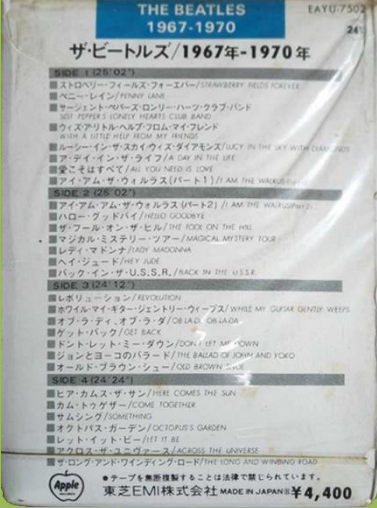 THE BEATLES
1967-1970
EAYU-7502
ザ・ビートルズ/1967年-1970年
SIDE 1 (25'02")
ストロベリー・フィールズ・フォーエバー/STRAWBERRY FIELDS FOREVER
ペニー・レイン/PENNY LANE
サージェント・ペパーズ・ロンリー・ハーツ・クラブ・バンド
SGT. PEPPER'S LONELY HEARTS CLUB BAND
ウィズ・ア・リトル・ヘルプ・フロム・マイ・フレンド
WITH A LITTLE HELP FROM MY FRIENDS
ルーシー・イン・ザ・スカイ・ウィズ・ダイアモンズ/LUCY IN THE SKY WITH DIAMONDS
ア・デイ・イン・ザ・ライフ/A DAY IN THE LIFE
愛こそはすべて/ALL YOU NEED IS LOVE
アイ・アム・ザ・ウォルラス(パート1)/I AM THE WALRUS(Part1)
SIDE 2 (25'02")
アイ・アム・ザ・ウォルラス(パート2)/I AM THE WALRUS(Part2)
ハロー・グッドバイ/HELLO GOODBYE
ザ・フール・オン・ザ・ヒル/THE FOOL ON THE HILL
マジカル・ミステリー・ツアー/MAGICAL MYSTERY TOUR
レディ・マドンナ/LADY MADONNA
ヘイ・ジュード/HEY JUDE
バック・イン・ザ・U.S.S.R./BACK IN THE U.S.S.R.
SIDE 3 (24'12")
レボリューション/REVOLUTION
ホワイル・マイ・ギター・ジェントリー・ウィープス/WHILE MY GUITAR GENTLY WEEPS
オブ・ラ・ディ、オブ・ラ・ダ/OB-LA-DI, OB-LA-DA
ゲット・バック/GET BACK
ドント・レット・ミー・ダウン/DON'T LET ME DOWN
ジョンとヨーコのバラード/THE BALLAD OF JOHN AND YOKO
オールド・ブラウン・シュー/OLD BROWN SHOE
SIDE 4 (24'24")
ヒア・カムス・ザ・サン/HERE COMES THE SUN
カム・トゥゲザー/COME TOGETHER
サムシング/SOMETHING
オクトパス・ガーデン/OCTOPUS'S GARDEN
レット・イット・ビー/LET IT BE
アクロス・ザ・ユニヴァース/ACROSS THE UNIVERSE
ザ・ロング・アンド・ワインディング・ロード/THE LONG AND WINDING ROAD
Apple
●テープを無断複製することは法律で禁じられています。
東芝EMI株式会社 MADE IN JAPAN ¥4,400